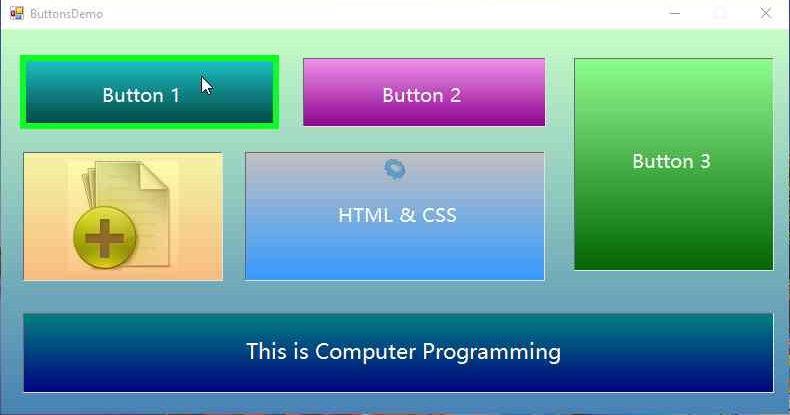 ButtonsDemo
Button 1
Button 2
Button 3
HTML & CSS
This is Computer Programming